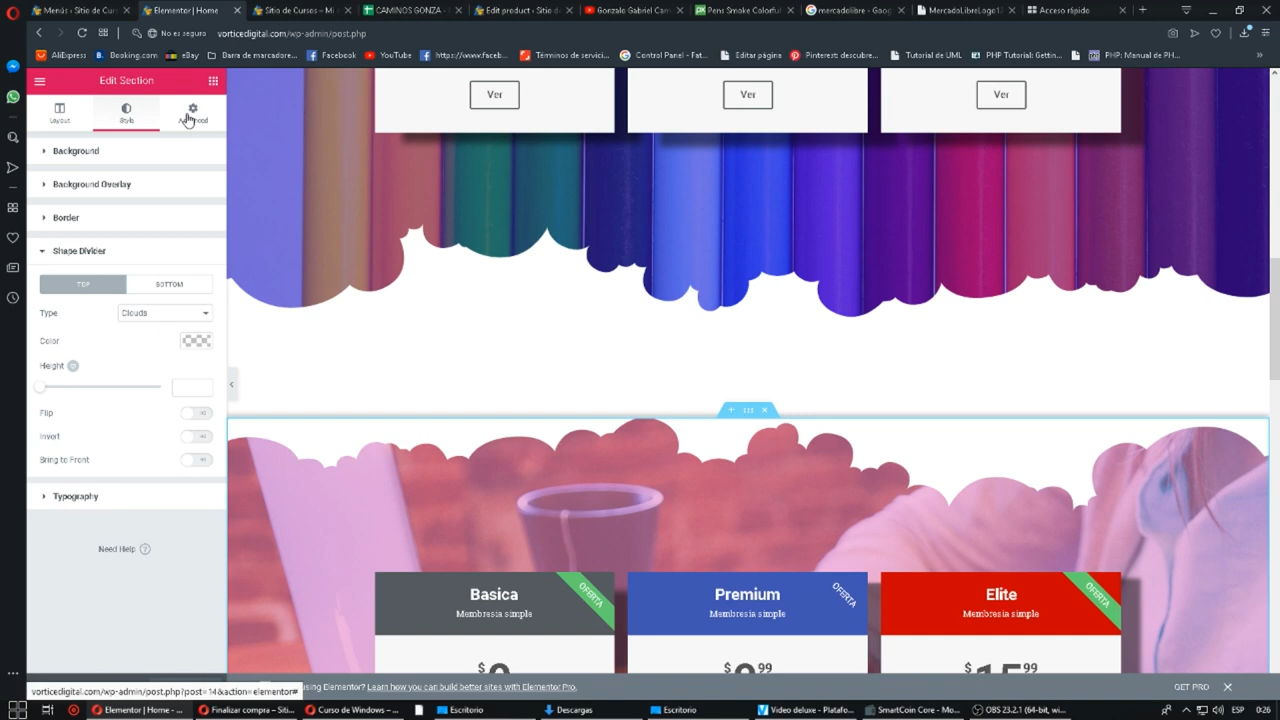 Menús ‹ Sitio de Cursos
Elementor | Home
Sitio de Cursos – Mi
CAMINOS GONZA
Edit product ‹ Sitio d
Gonzalo Gabriel Can
Pens Smoke Colorful
mercadolibre - Goog
MercadoLibreLogo1
Acceso rápido
No es seguro vorticedigital.com/wp-admin/post.php
AliExpress
Booking.com
eBay
Barra de marcadore...
Facebook
YouTube
https://www.faceb...
Términos de servici...
Control Panel - Fat...
Editar página
Pinterest: descubre...
Tutorial de UML
PHP Tutorial: Gettin...
PHP: Manual de PH...
»
Edit Section
Layout
Style
Advanced
Background
Background Overlay
Border
Shape Divider
TOP
BOTTOM
Type
Clouds
Color
Height
Flip
Invert
Bring to Front
Typography
Need Help
Ver
Ver
Ver
Basica
Membresia simple
OFERTA
Premium
Membresia simple
OFERTA
Elite
Membresia simple
OFERTA
$
99
$
99
$ 15
vorticedigital.com/wp-admin/post.php?post=14&action=elementor#
using Elementor? Learn how you can build better sites with Elementor Pro.
GET PRO
Elementor | Home -...
Finalizar compra – Siti...
Curso de Windows -...
Escritorio
Descargas
Escritorio
Video deluxe - Platafo...
SmartCoin Core - Mo...
OBS 23.2.1 (64-bit, wi...
ESP
0:26